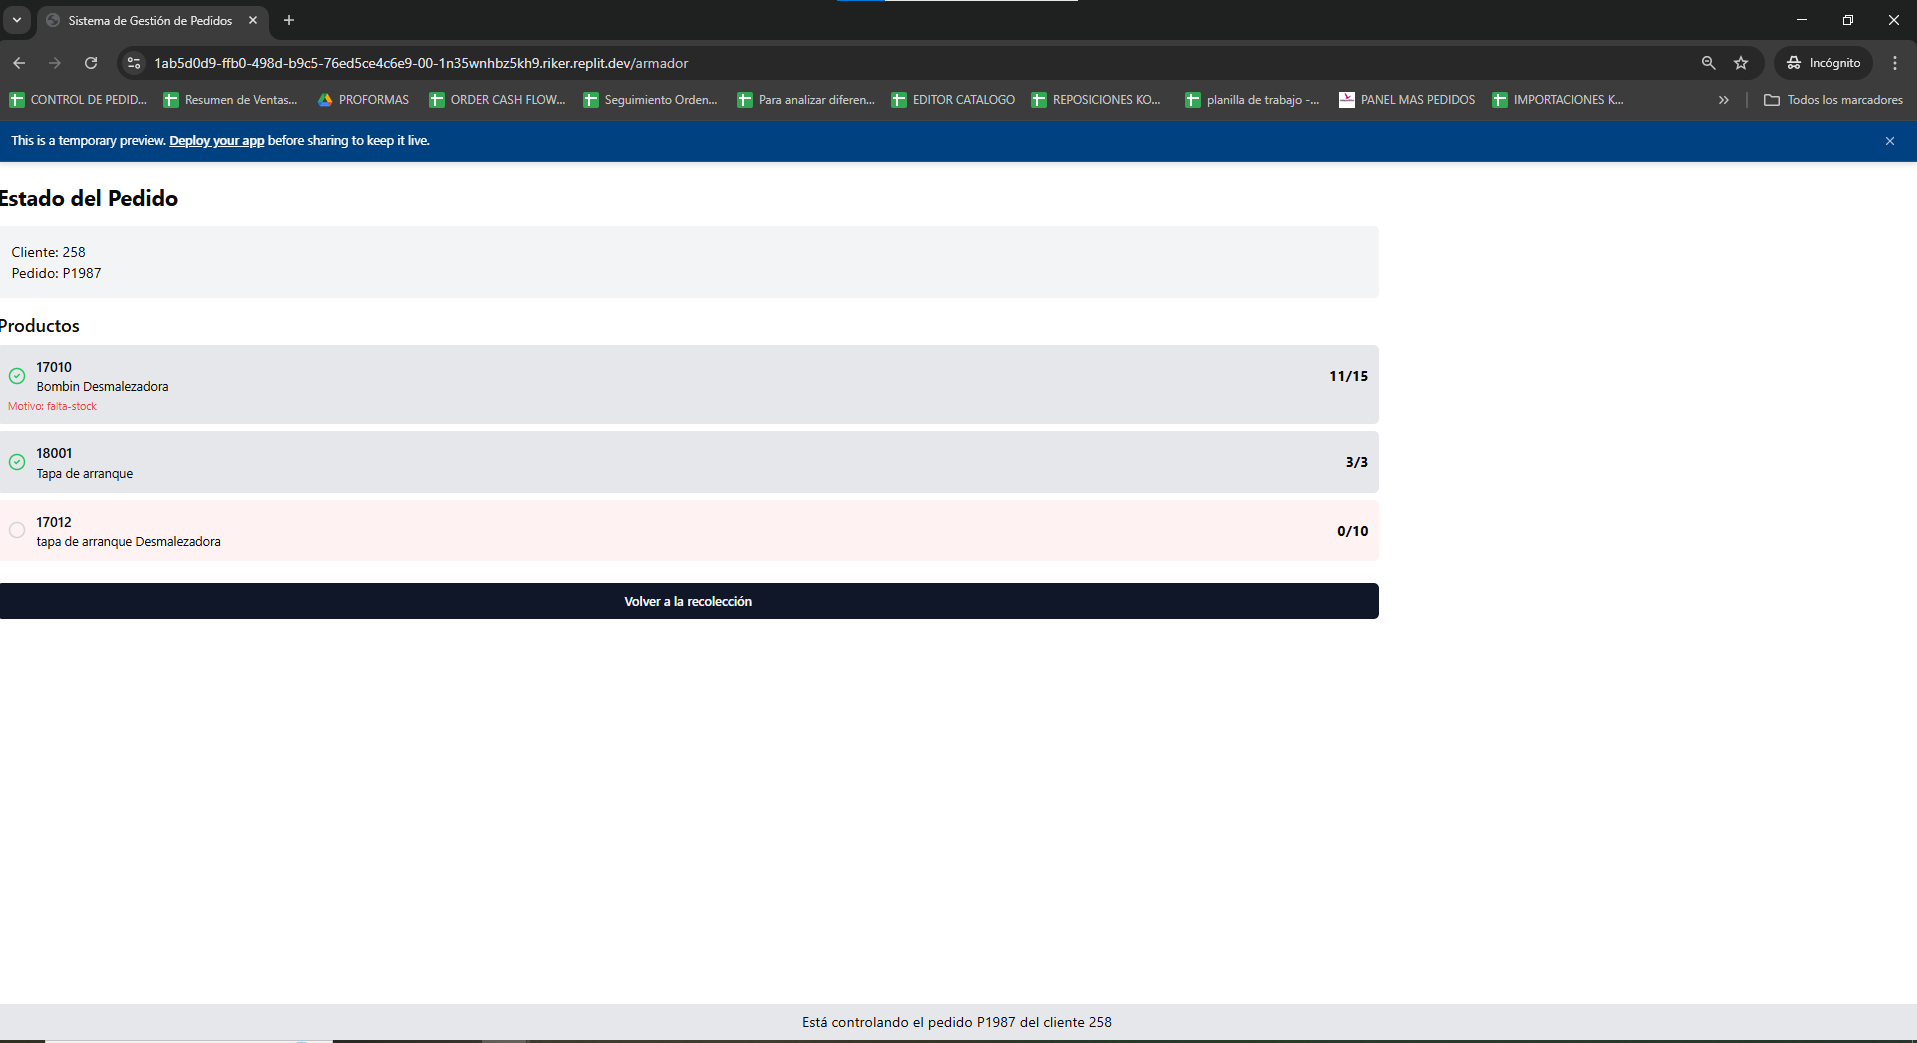 Sistema de Gestión de Pedidos
1ab5d0d9-ffb0-498d-b9c5-76ed5ce4c6e9-00-1n35wnhbz5kh9.riker.replit.dev/armador
Incógnito
CONTROL DE PEDID...
Resumen de Ventas...
PROFORMAS
ORDER CASH FLOW...
Seguimiento Orden...
Para analizar diferen...
EDITOR CATALOGO
REPOSICIONES KO...
planilla de trabajo -...
PANEL MAS PEDIDOS
IMPORTACIONES K...
Todos los marcadores
This is a temporary preview. Deploy your app before sharing to keep it live.
Estado del Pedido
Cliente: 258
Pedido: P1987
Productos
17010
Bombin Desmalezadora
11/15
Motivo: falta-stock
18001
Tapa de arranque
3/3
17012
tapa de arranque Desmalezadora
0/10
Volver a la recolección
Está controlando el pedido P1987 del cliente 258